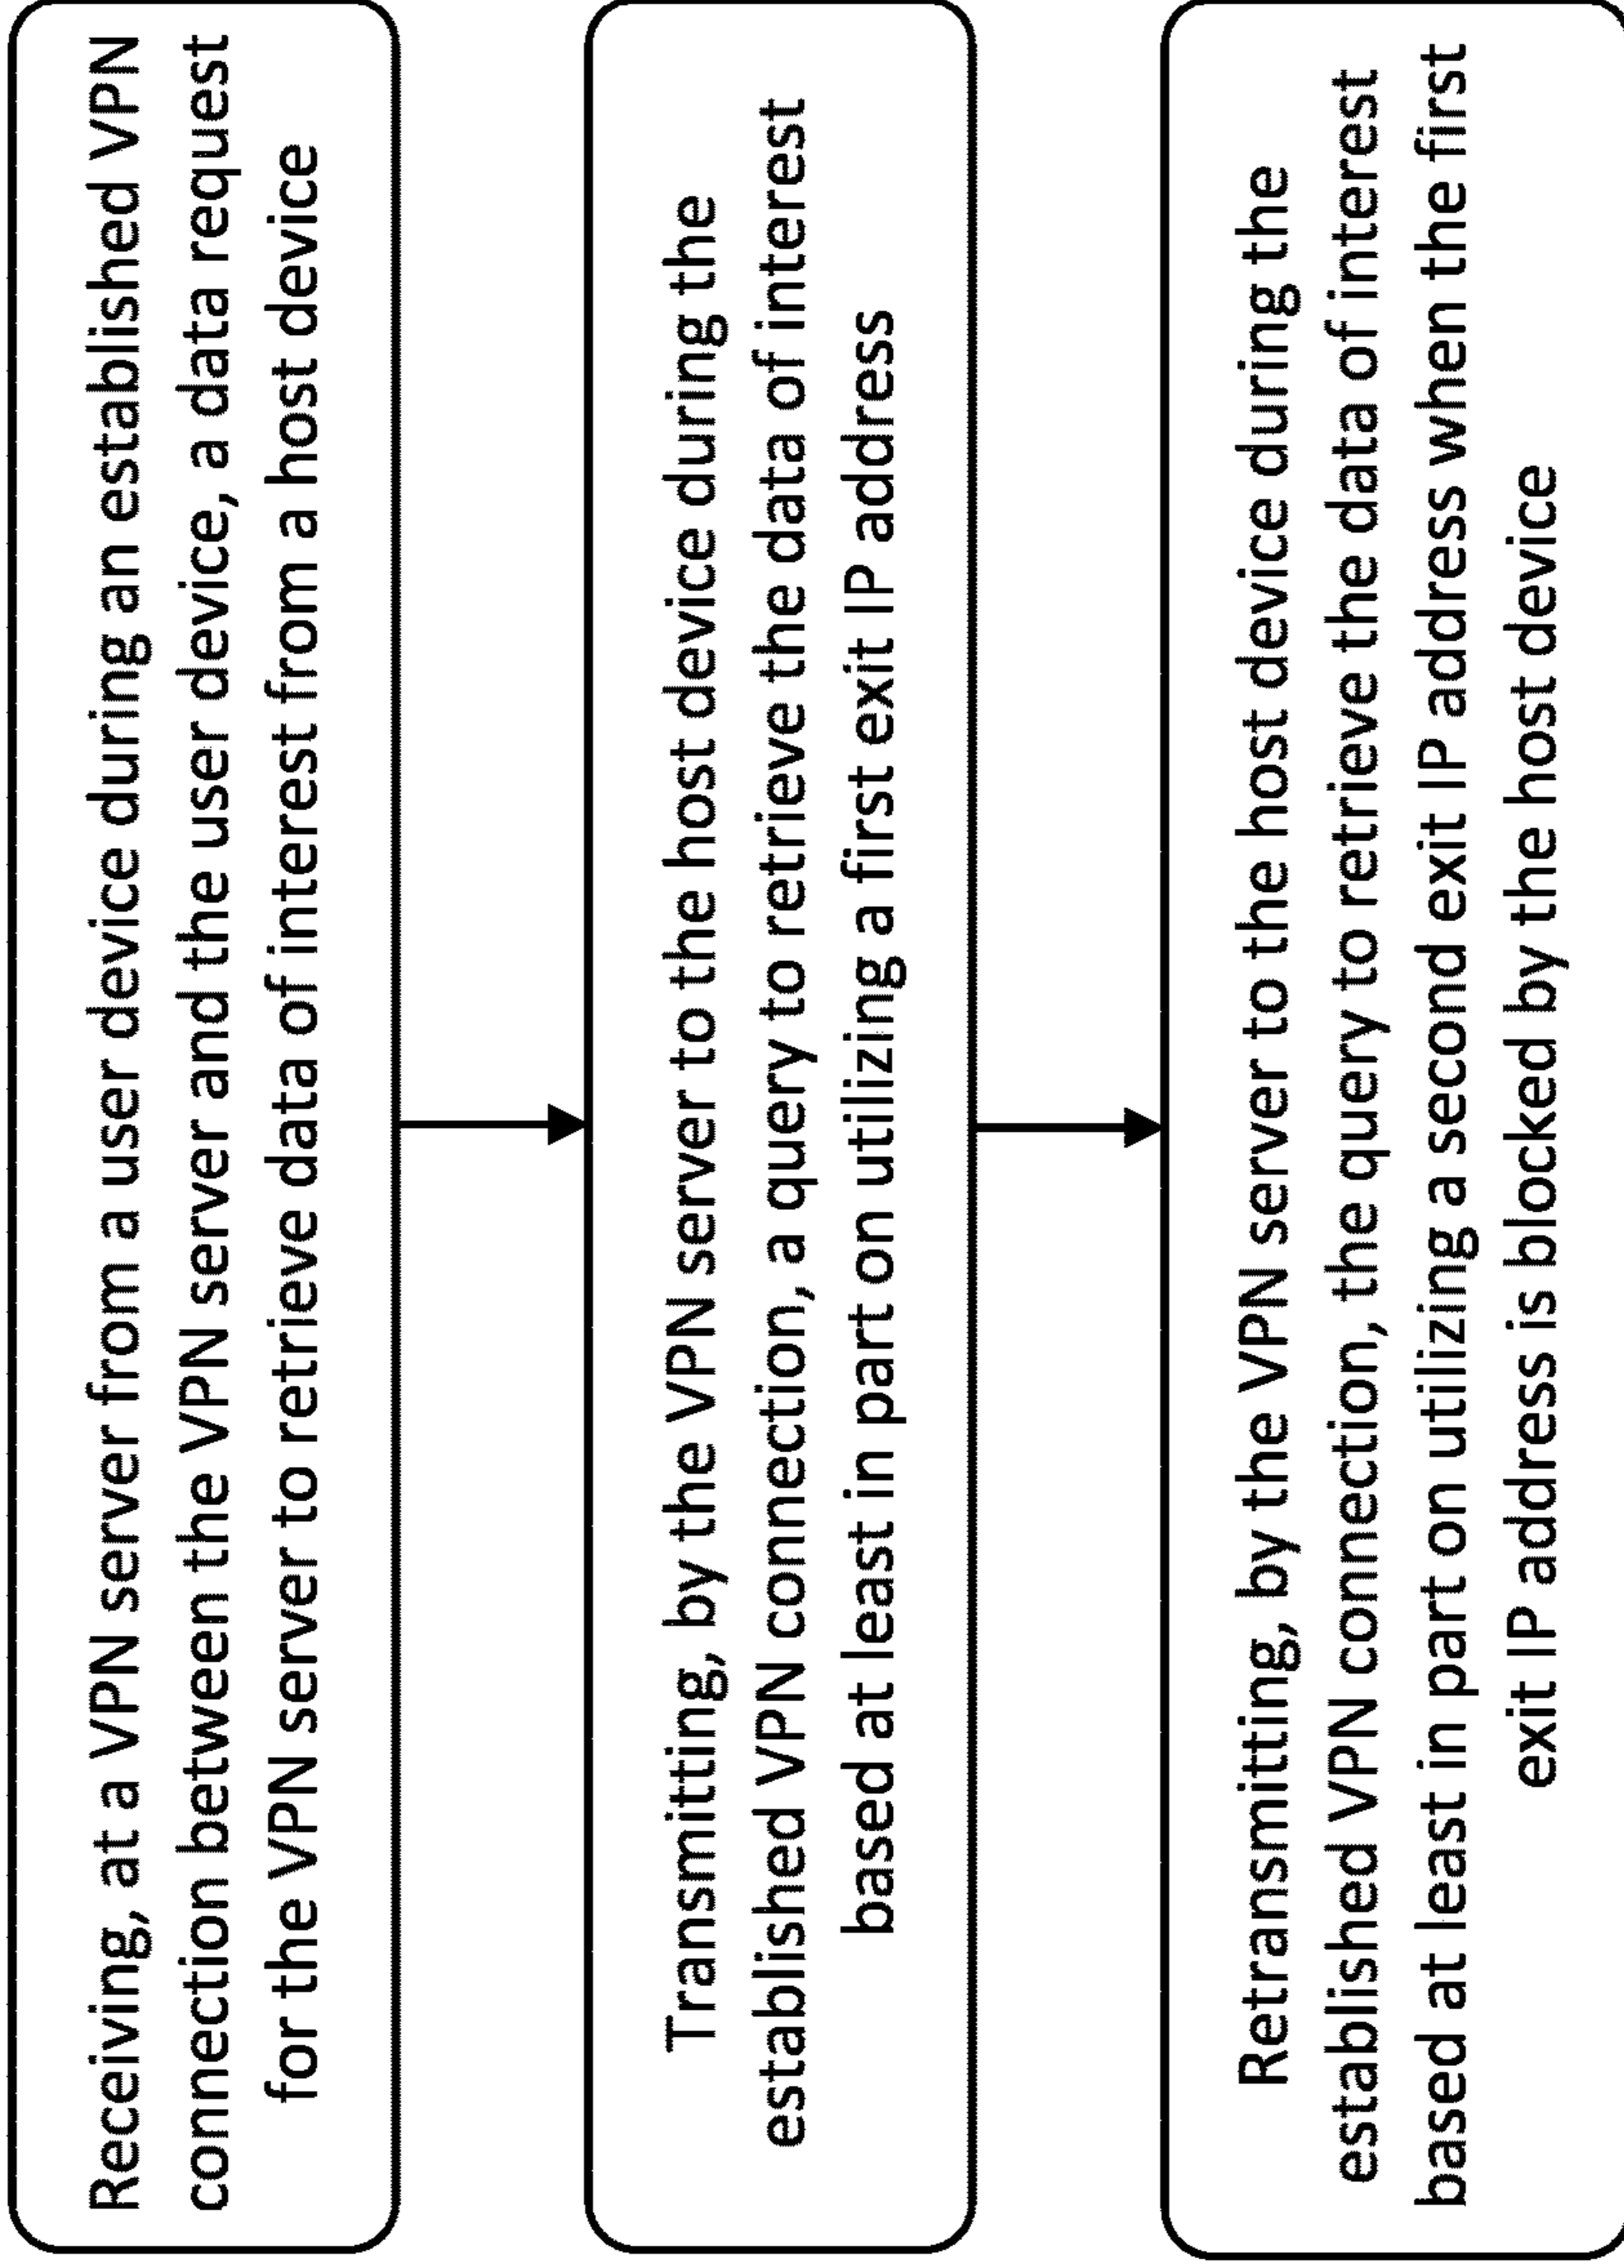 Receiving, at a VPN server from a user device during an established VPN
connection between the VPN server and the user device, a data request
for the VPN server to retrieve data of interest from a host device
Transmitting, by the VPN server to the host device during the
established VPN connection, a query to retrieve the data of interest
based at least in part on utilizing a first exit IP address
Retransmitting, by the VPN server to the host device during the
established VPN connection, the query to retrieve the data of interest
based at least in part on utilizing a second exit IP address when the first
exit IP address is blocked by the host device